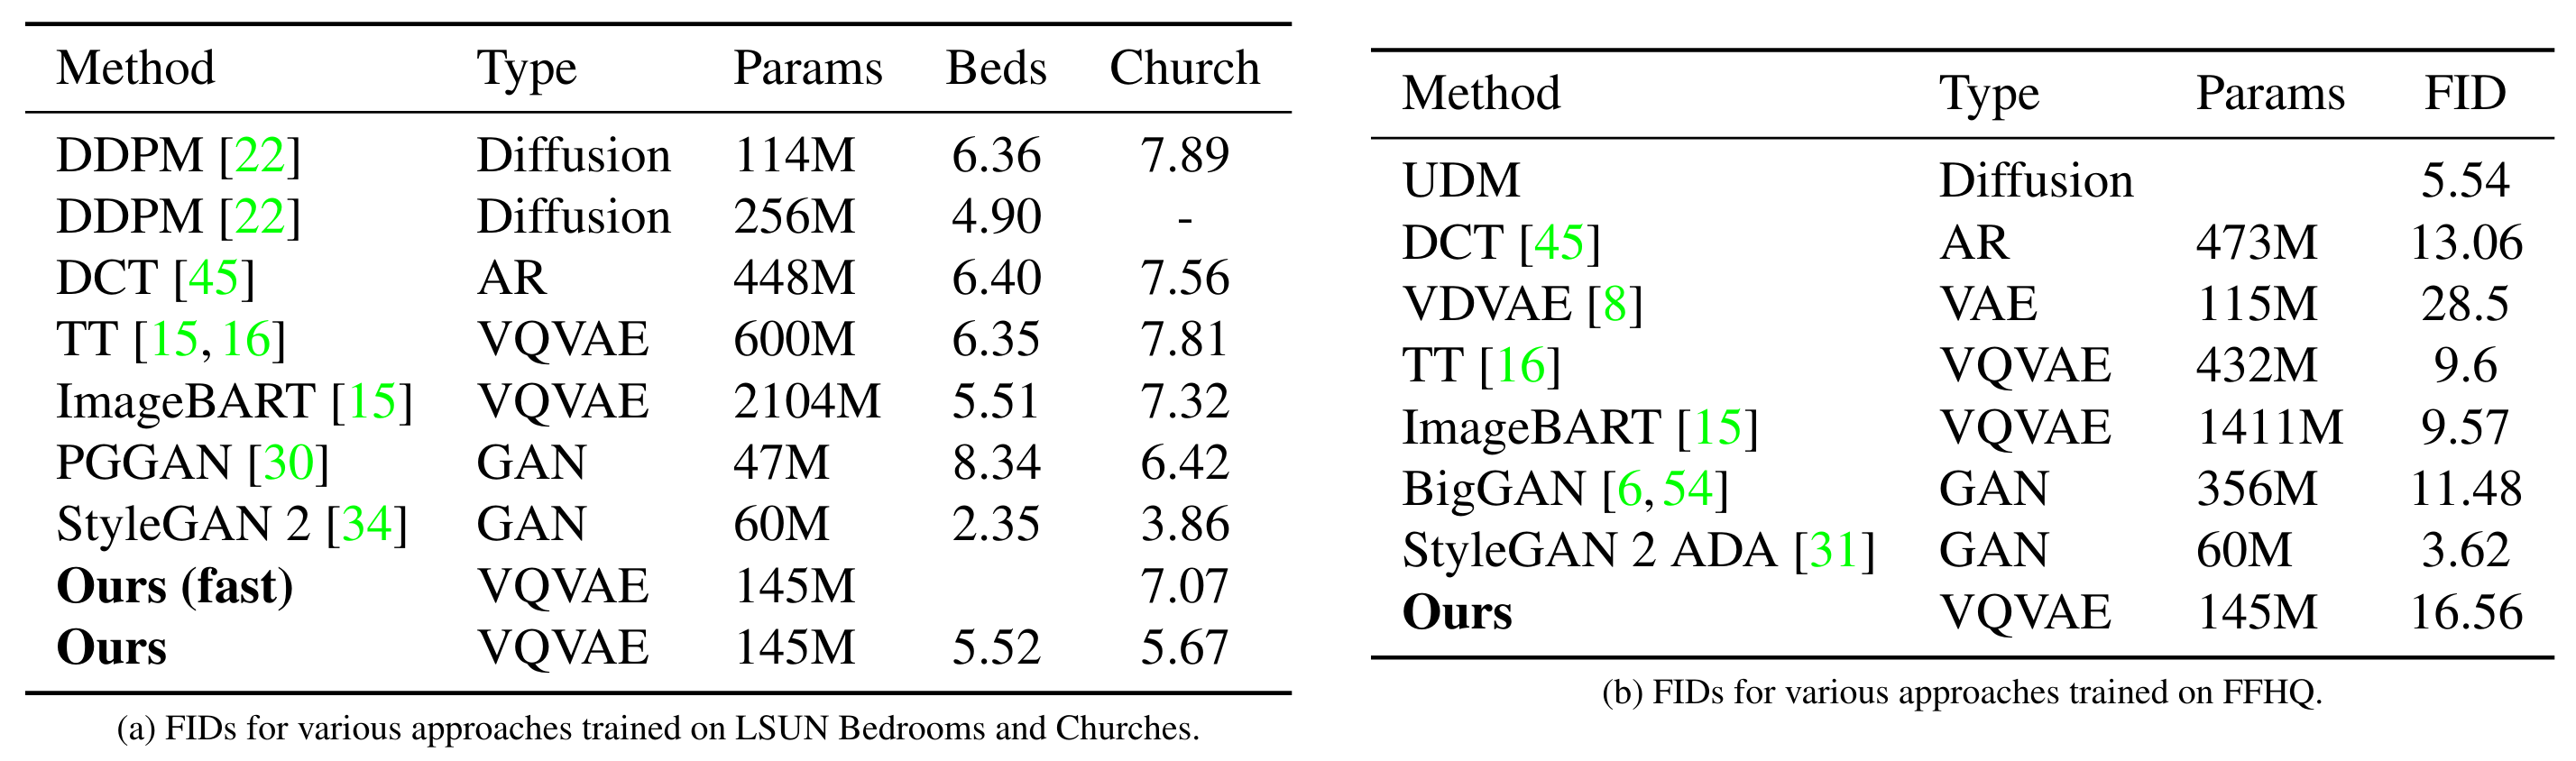 Method Type Params Beds Church
DDPM [22] Diffusion 114M 6.36 7.89
DDPM [22] Diffusion 256M 4.90 -
DCT [45] AR 448M 6.40 7.56
TT [15, 16] VQVAE 600M 6.35 7.81
ImageBART [15] VQVAE 2104M 5.51 7.32
PGGAN [30] GAN 47M 8.34 6.42
StyleGAN 2 [34] GAN 60M 2.35 3.86
Ours (fast) VQVAE 145M 7.07
Ours VQVAE 145M 5.52 5.67
(a) FIDs for various approaches trained on LSUN Bedrooms and Churches.
Method Type Params FID
UDM Diffusion 5.54
DCT [45] AR 473M 13.06
VDVAE [8] VAE 115M 28.5
TT [16] VQVAE 432M 9.6
ImageBART [15] VQVAE 1411M 9.57
BigGAN [6, 54] GAN 356M 11.48
StyleGAN 2 ADA [31] GAN 60M 3.62
Ours VQVAE 145M 16.56
(b) FIDs for various approaches trained on FFHQ.